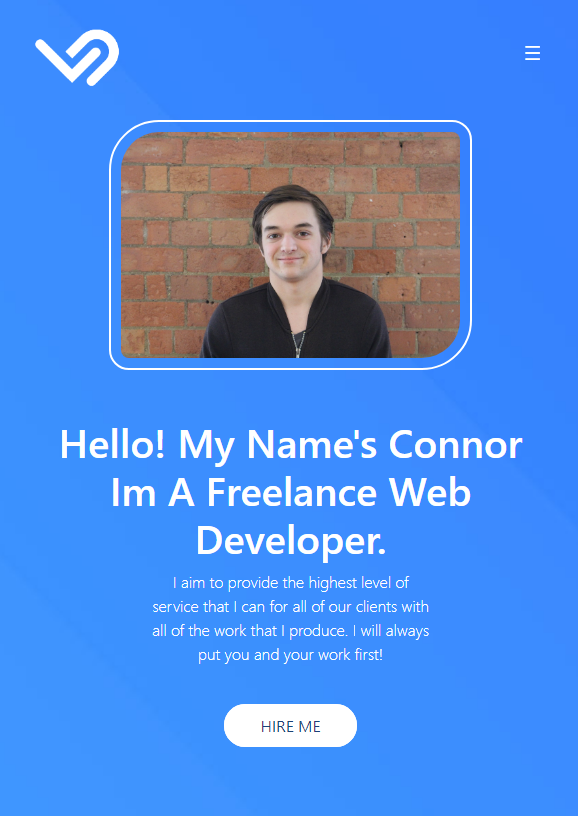 Hello! My Name's Connor
Im A Freelance Web
Developer.
I aim to provide the highest level of
service that I can for all of our clients with
all of the work that I produce. I will always
put you and your work first!
HIRE ME